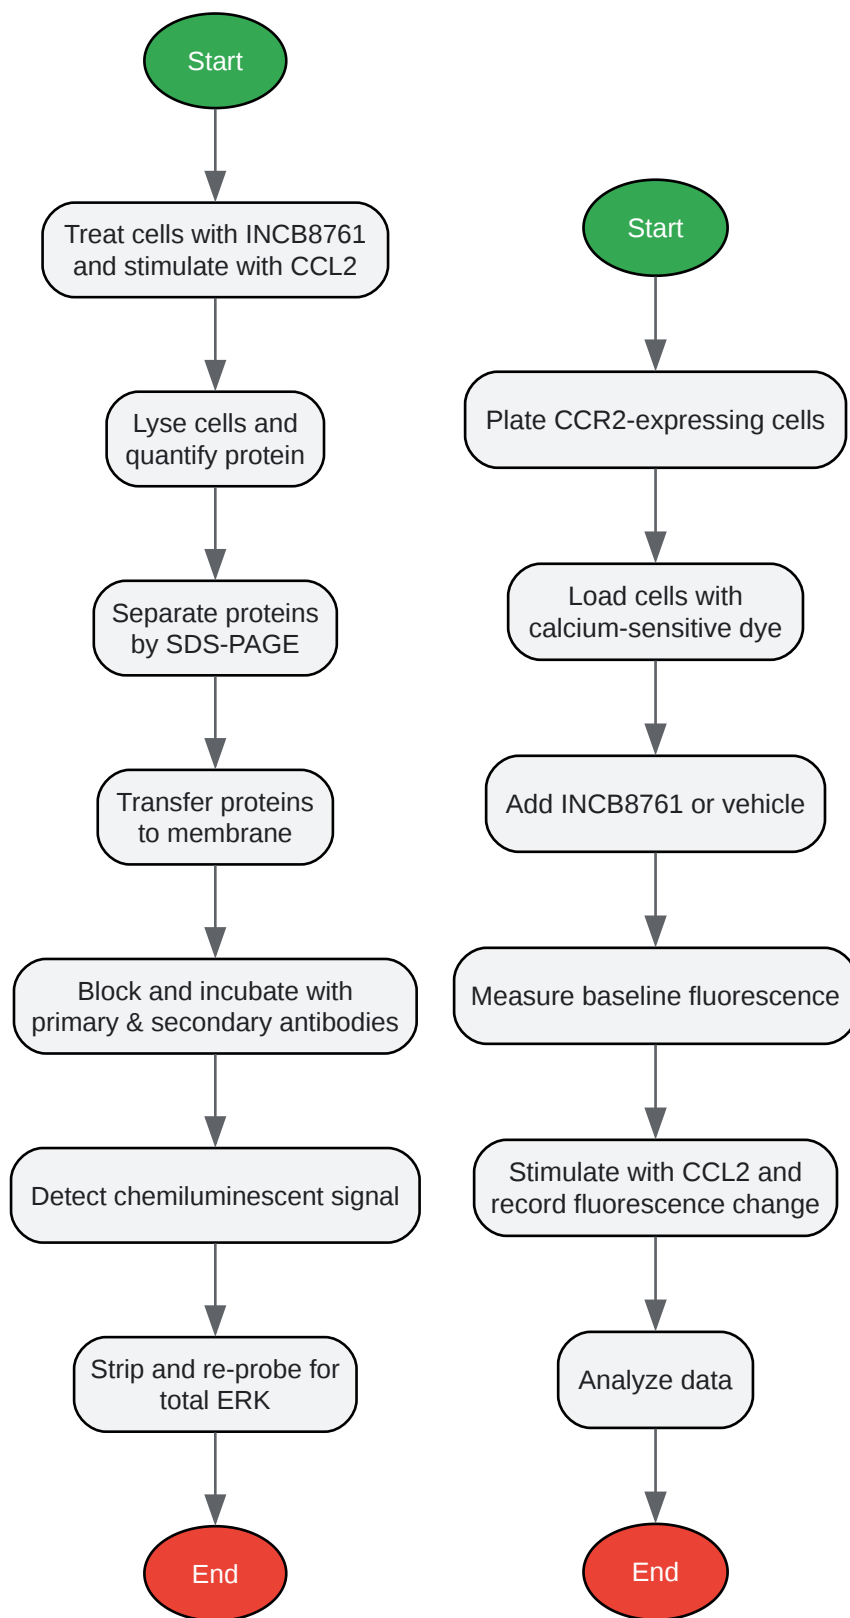 Start
Treat cells with INCB8761
and stimulate with CCL2
Lyse cells and
quantify protein
Separate proteins
by SDS-PAGE
Transfer proteins
to membrane
Block and incubate with
primary & secondary antibodies
Detect chemiluminescent signal
Strip and re-probe for
total ERK
End
Start
Plate CCR2-expressing cells
Load cells with
calcium-sensitive dye
Add INCB8761 or vehicle
Measure baseline fluorescence
Stimulate with CCL2 and
record fluorescence change
Analyze data
End